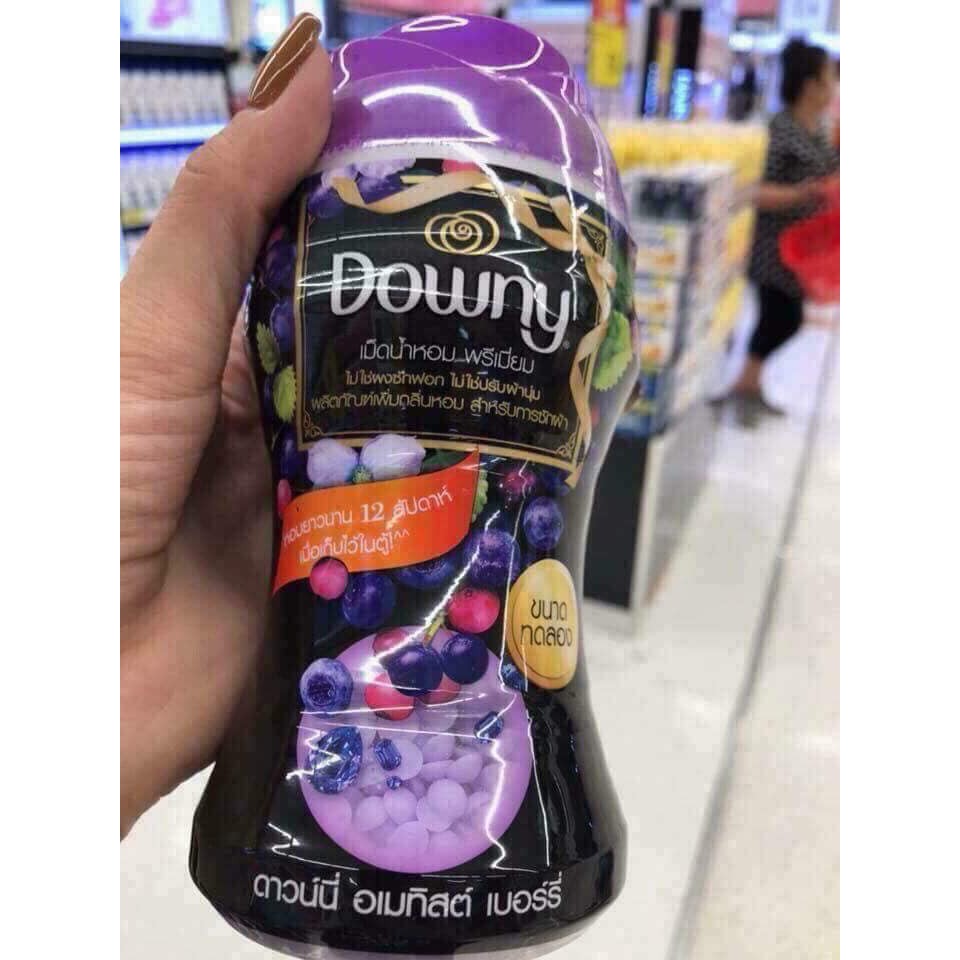 Downy
เม็ดน้ำหอม พรีเมี่ยม
ไม่ใช่ผงซักฟอก ไม่ใช่ปรับผ้านุ่ม
ผลิตภัณฑ์เพิ่มกลิ่นหอม สำหรับการซักผ้า
หอมยาวนาน 12 สัปดาห์
เมื่อเก็บไว้ในตู้!^^
ขนาด
ทดลอง
ดาวน์นี่ อเมทิสต์ เบอร์รี่